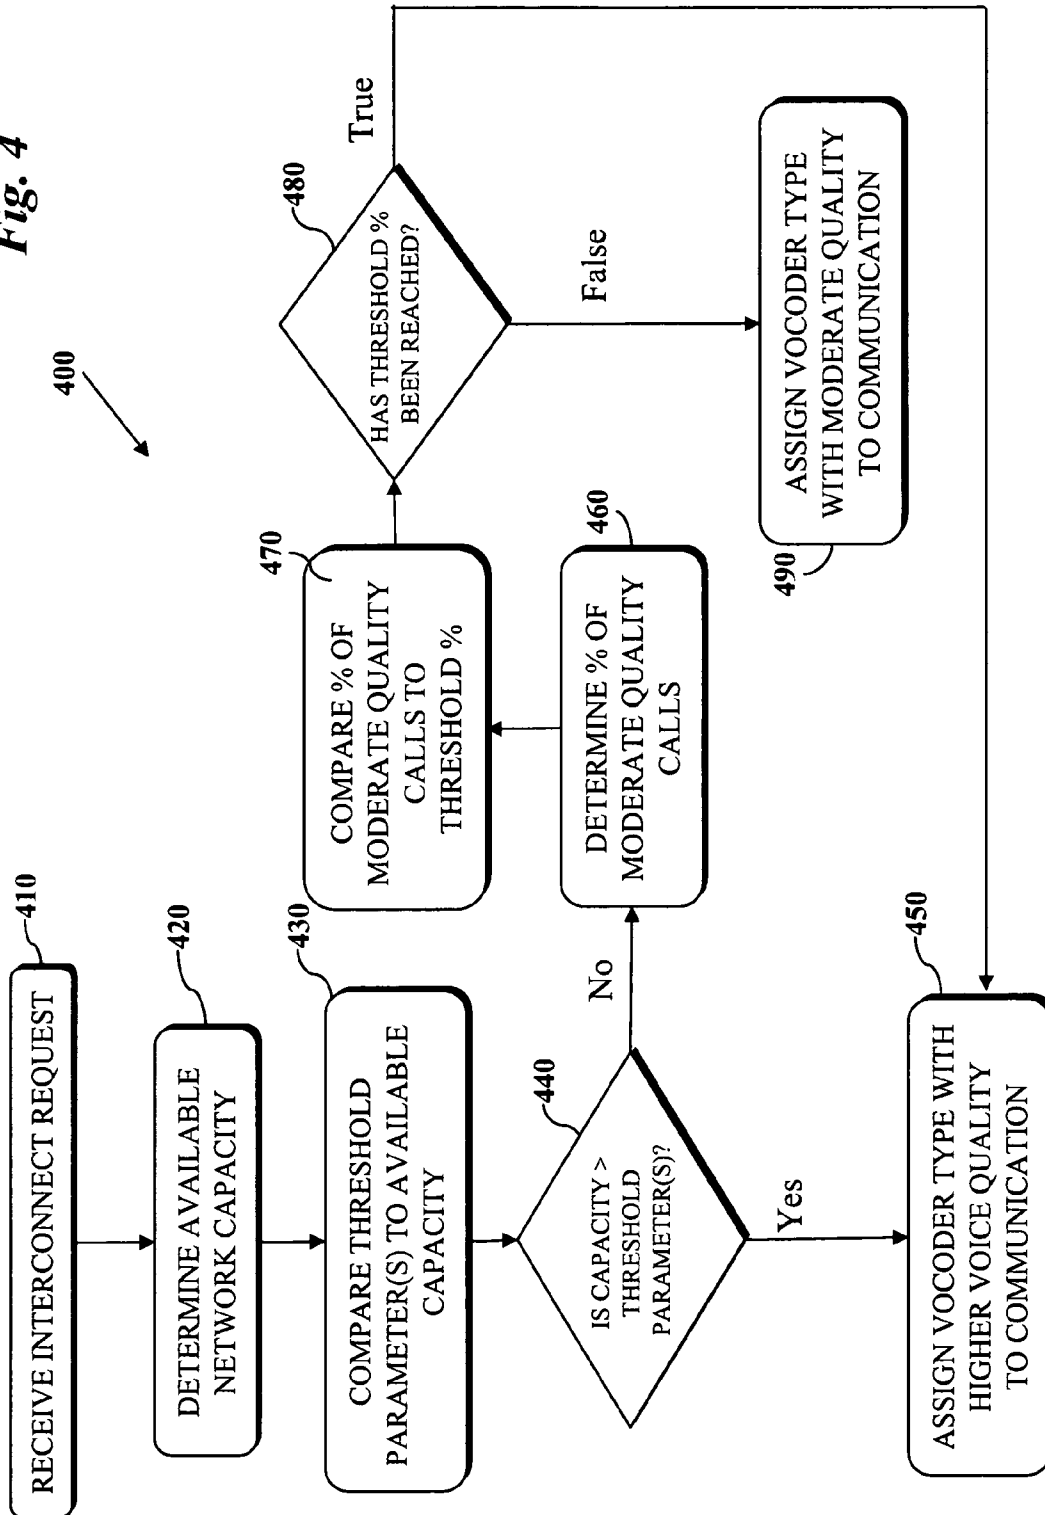 Fig. 4
400
410
RECEIVE INTERCONNECT REQUEST
420
DETERMINE AVAILABLE
NETWORK CAPACITY
430
COMPARE THRESHOLD
PARAMETER(S) TO AVAILABLE
CAPACITY
440
IS CAPACITY >
THRESHOLD
PARAMETER(S)?
No
Yes
450
ASSIGN VOCODER TYPE WITH
HIGHER VOICE QUALITY
TO COMMUNICATION
460
DETERMINE % OF
MODERATE QUALITY
CALLS
470
COMPARE % OF
MODERATE QUALITY
CALLS TO
THRESHOLD %
480
HAS THRESHOLD %
BEEN REACHED?
True
False
490
ASSIGN VOCODER TYPE
WITH MODERATE QUALITY
TO COMMUNICATION